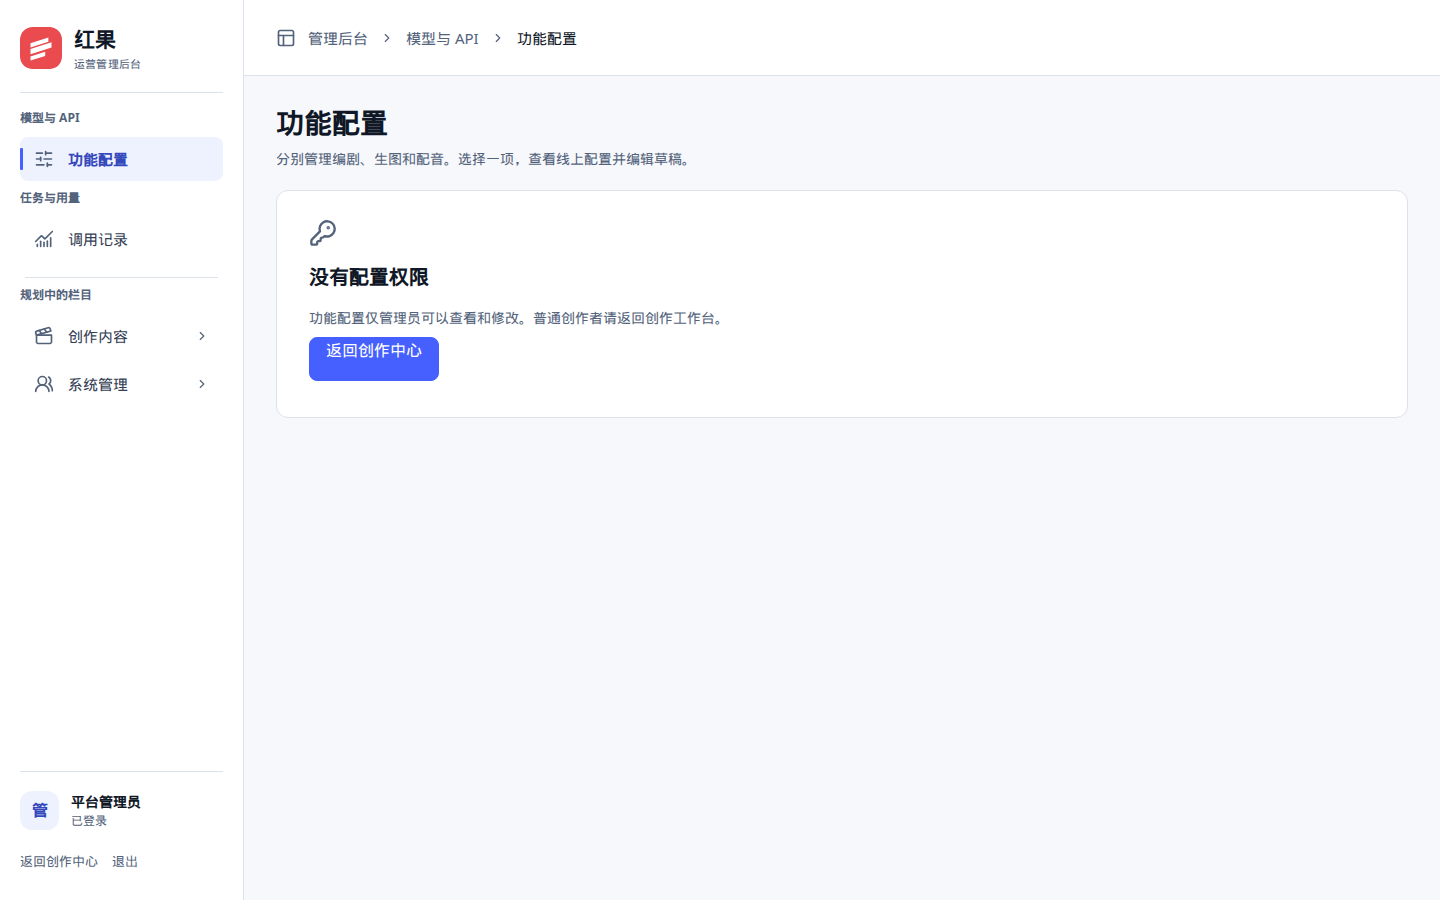 红果
运营管理后台
模型与 API
功能配置
任务与用量
调用记录
规划中的栏目
创作内容
系统管理
管
平台管理员
已登录
返回创作中心 退出
管理后台 模型与 API 功能配置
功能配置
分别管理编剧、生图和配音。选择一项，查看线上配置并编辑草稿。
没有配置权限
功能配置仅管理员可以查看和修改。普通创作者请返回创作工作台。
返回创作中心